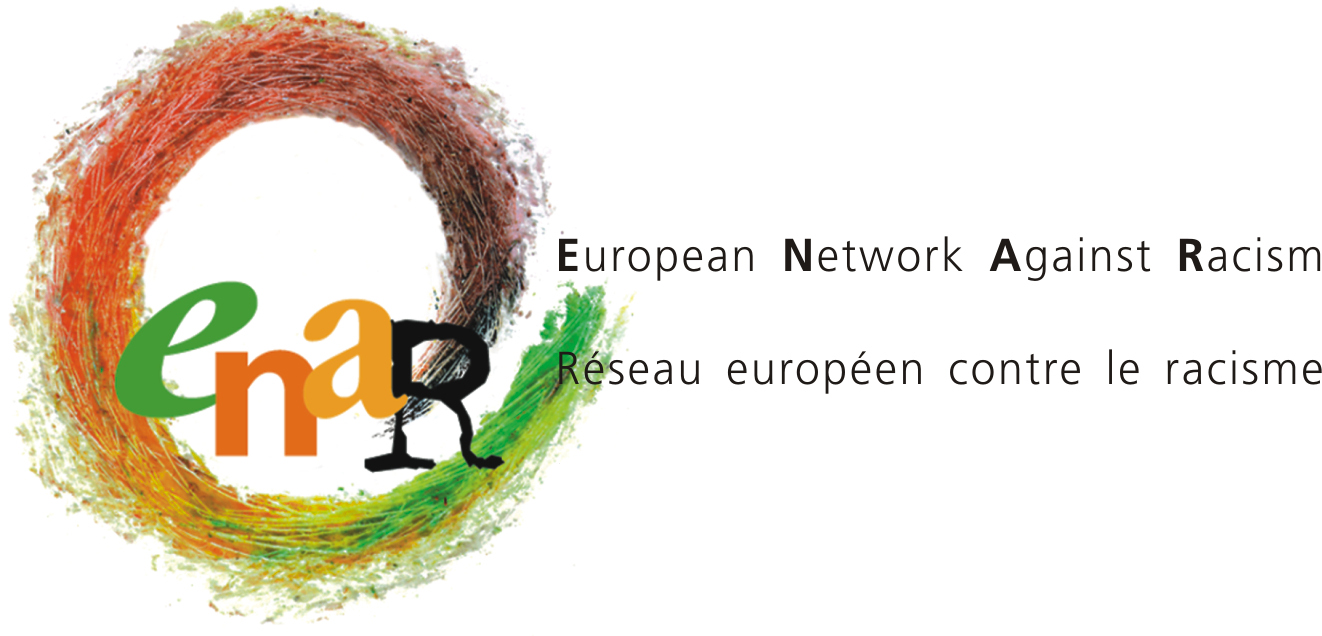 enaR
European Network Against Racism
Réseau européen contre le racisme